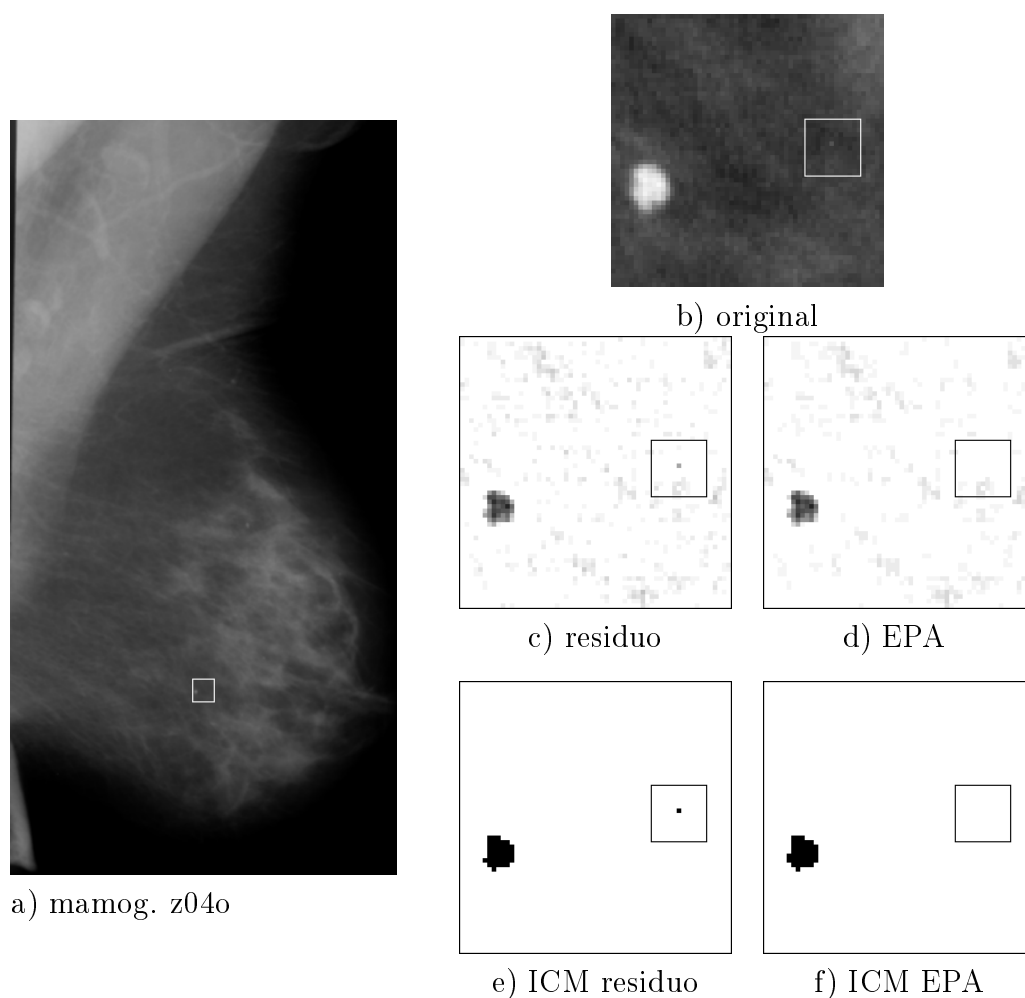 b) original
c) residuo
d) EPA
a) mamog. z04o
e) ICM residuo
f) ICM EPA